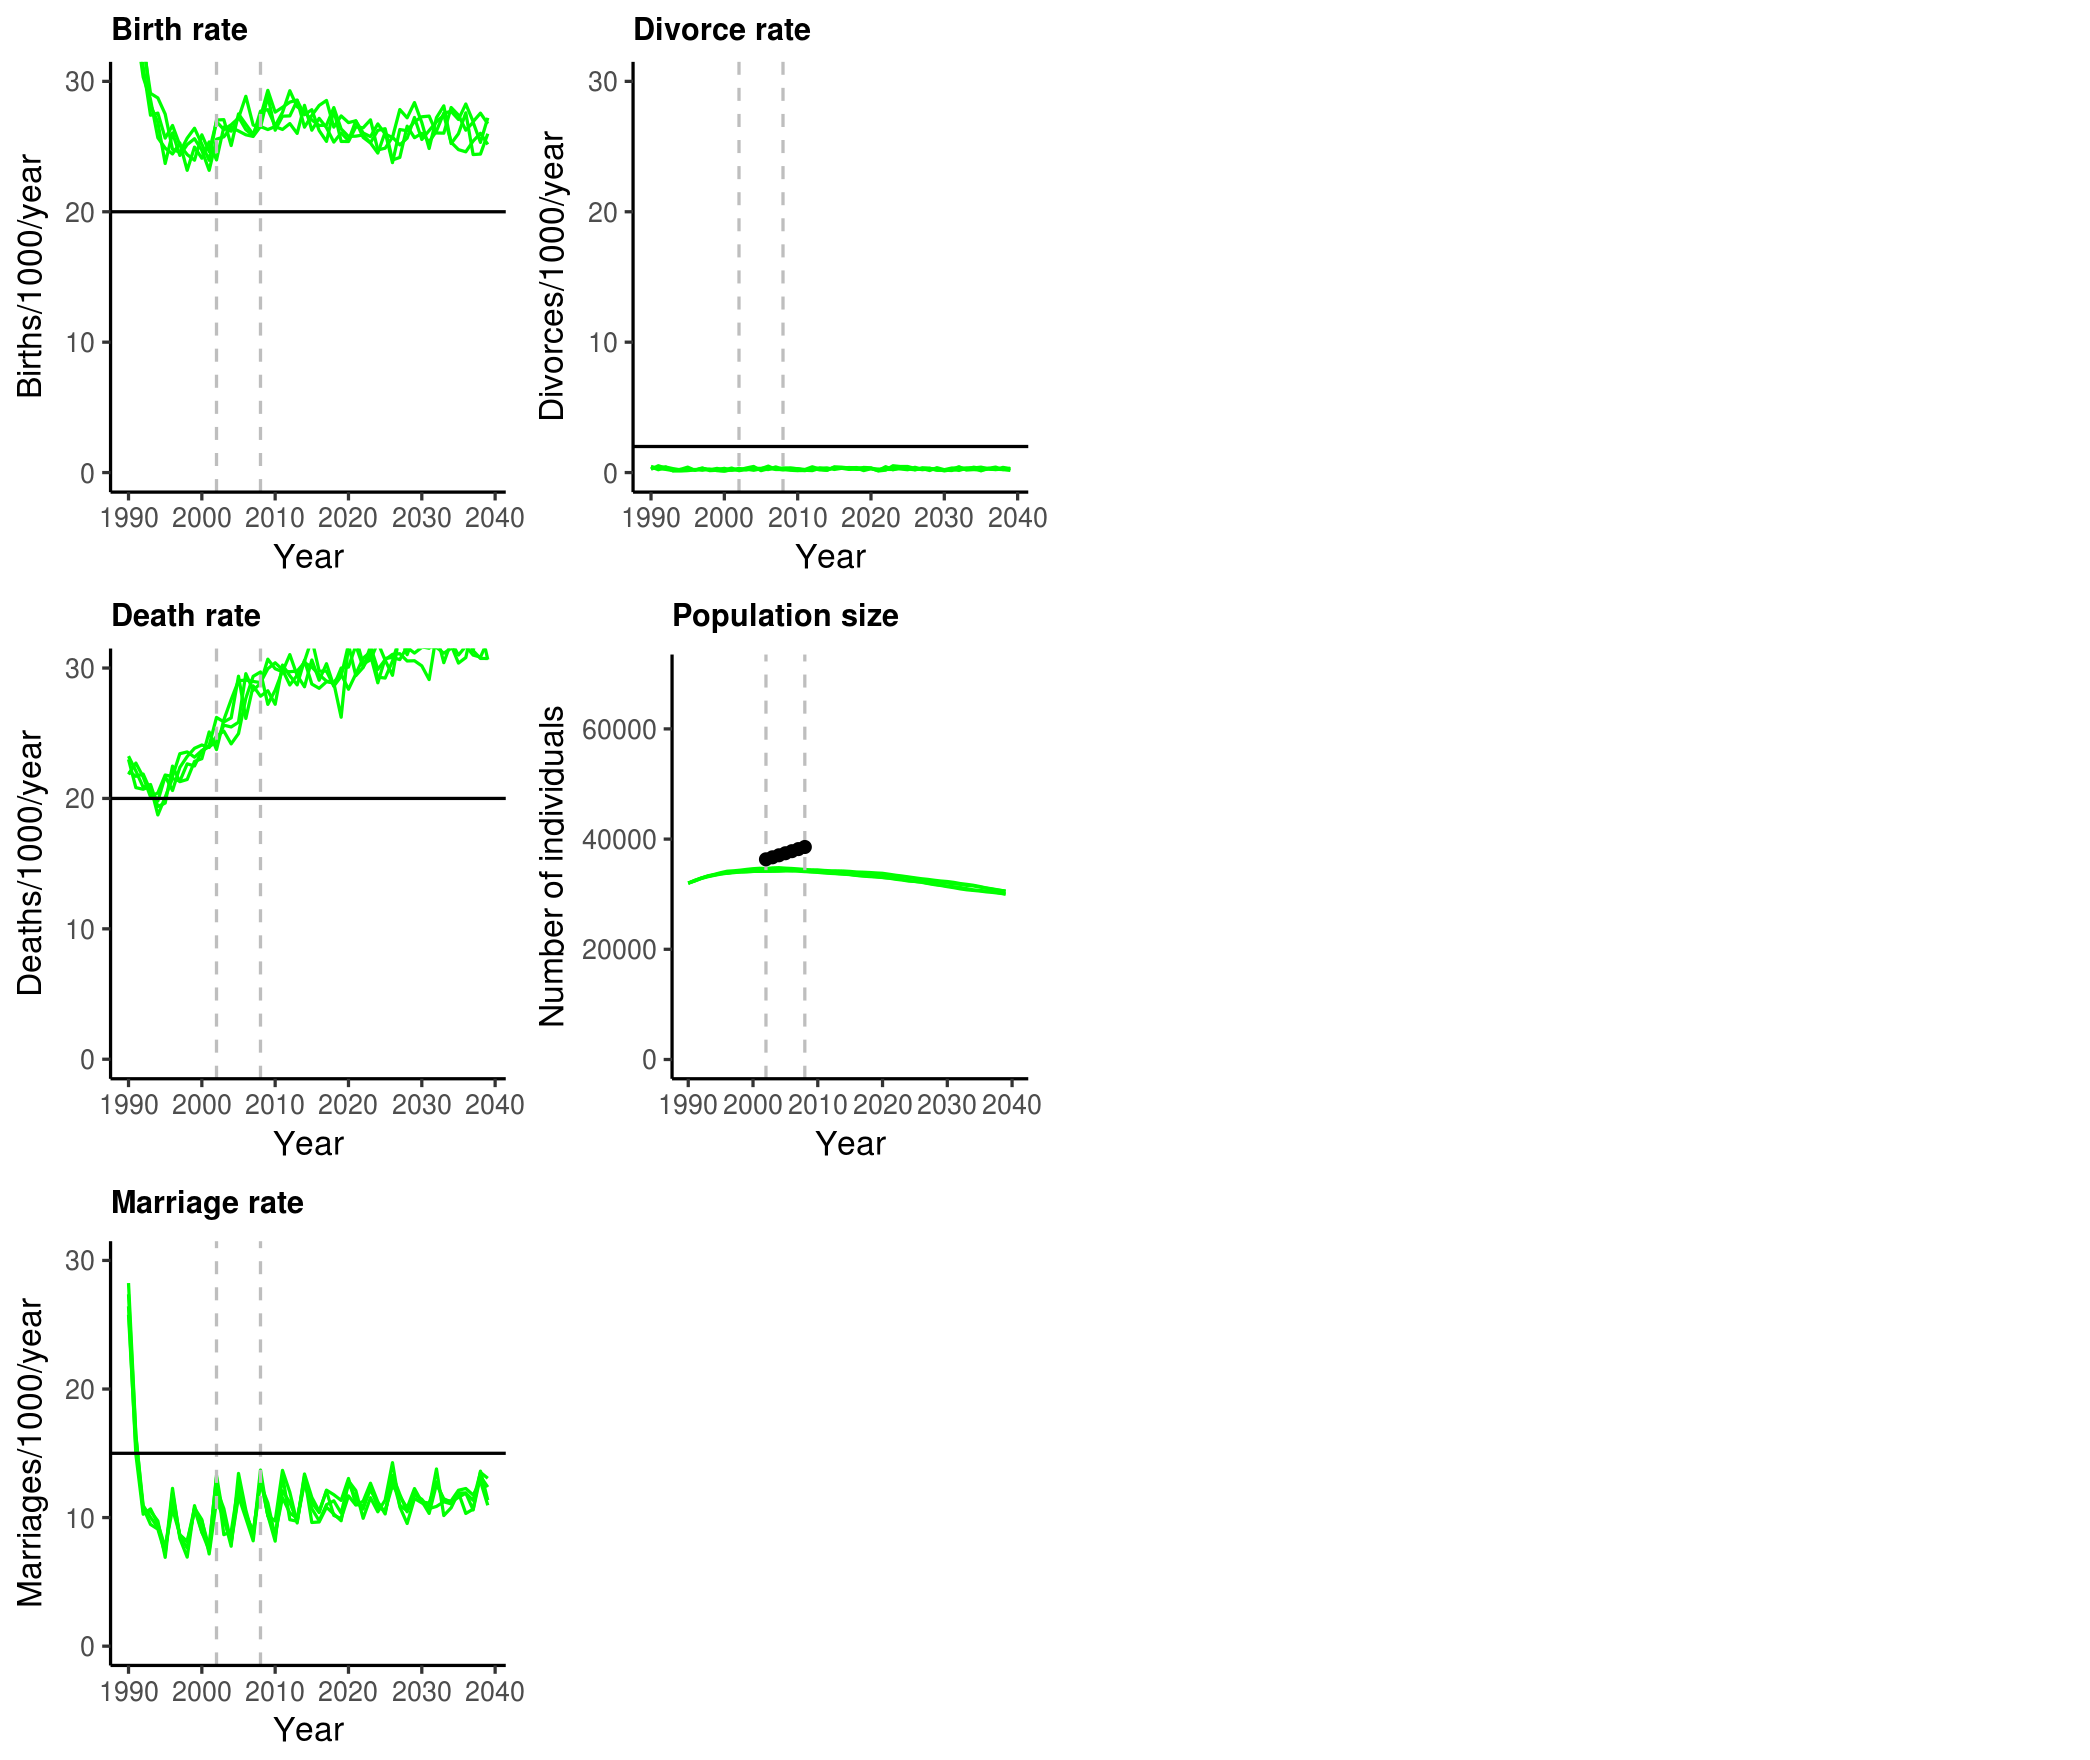 Birth rate
Births/1000/year
30
20
10
0
1990 2000 2010 2020 2030 2040
Year
Divorce rate
Divorces/1000/year
30
20
10
0
1990 2000 2010 2020 2030 2040
Year
Death rate
Deaths/1000/year
30
20
10
0
1990 2000 2010 2020 2030 2040
Year
Population size
Number of individuals
60000
40000
20000
0
1990 2000 2010 2020 2030 2040
Year
Marriage rate
Marriages/1000/year
30
20
10
0
1990 2000 2010 2020 2030 2040
Year